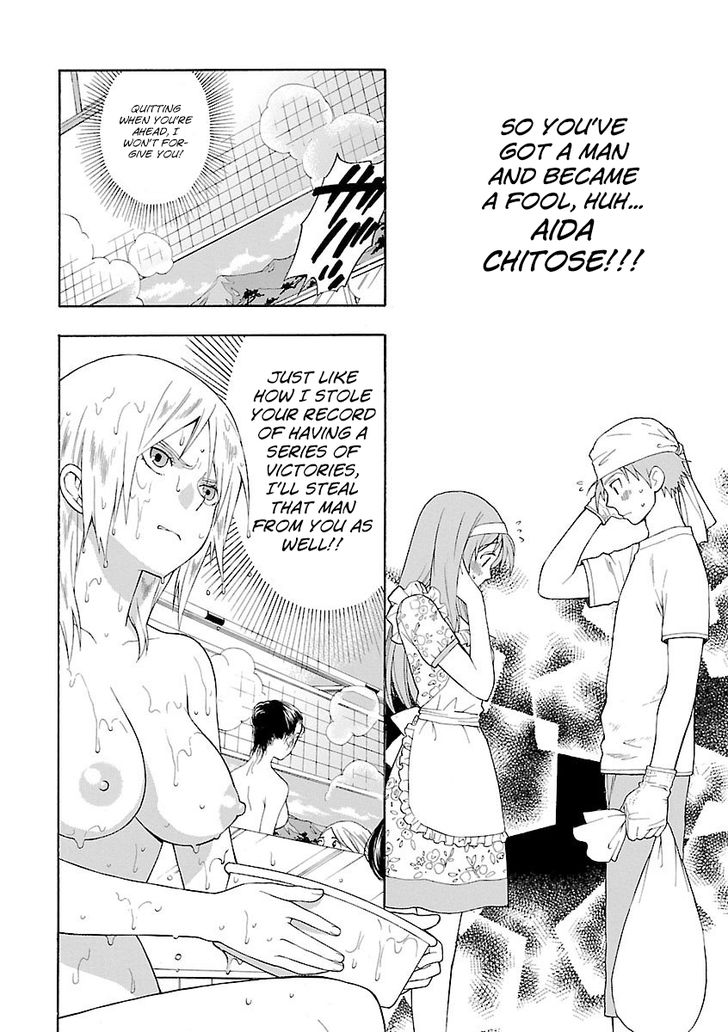 SO YOU'VE
GOT A MAN
AND BECAME
A FOOL, HUH...
AIDA
CHITOSE!!!
QUITTING
WHEN YOU'RE
AHEAD, I
WON'T FOR-
GIVE YOU!
JUST LIKE
HOW I STOLE
YOUR RECORD
OF HAVING A
SERIES OF
VICTORIES,
I'LL STEAL
THAT MAN
FROM YOU AS
WELL!!